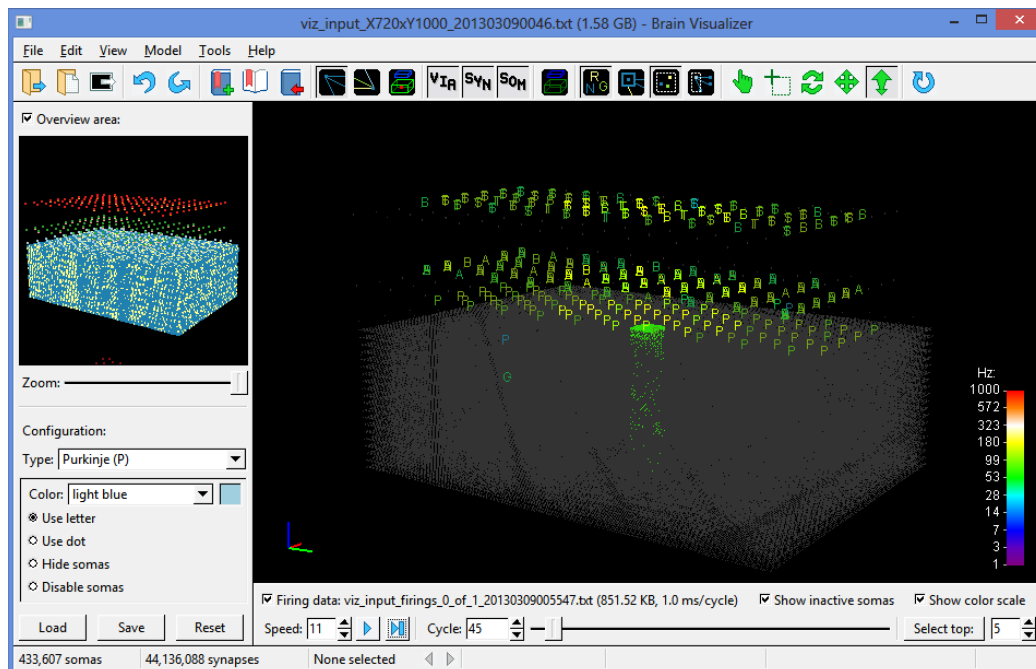 viz_input_X720xY1000_201303090046.txt (1.58 GB) - Brain Visualizer
File Edit View Model Tools Help
VIR SYN SOM R N G
Overview area:
Zoom:
Configuration:
Type: Purkinje (P)
Color: light blue
Use letter
Use dot
Hide somas
Disable somas
Load Save Reset
Hz:
1000
572
323
180
99
53
28
14
7
3
1
Firing data: viz_input_firings_0_of_1_20130309005547.txt (851.52 KB, 1.0 ms/cycle) Show inactive somas Show color scale
Speed: 11 Cycle: 45 Select top: 5
433,607 somas 44,136,088 synapses None selected